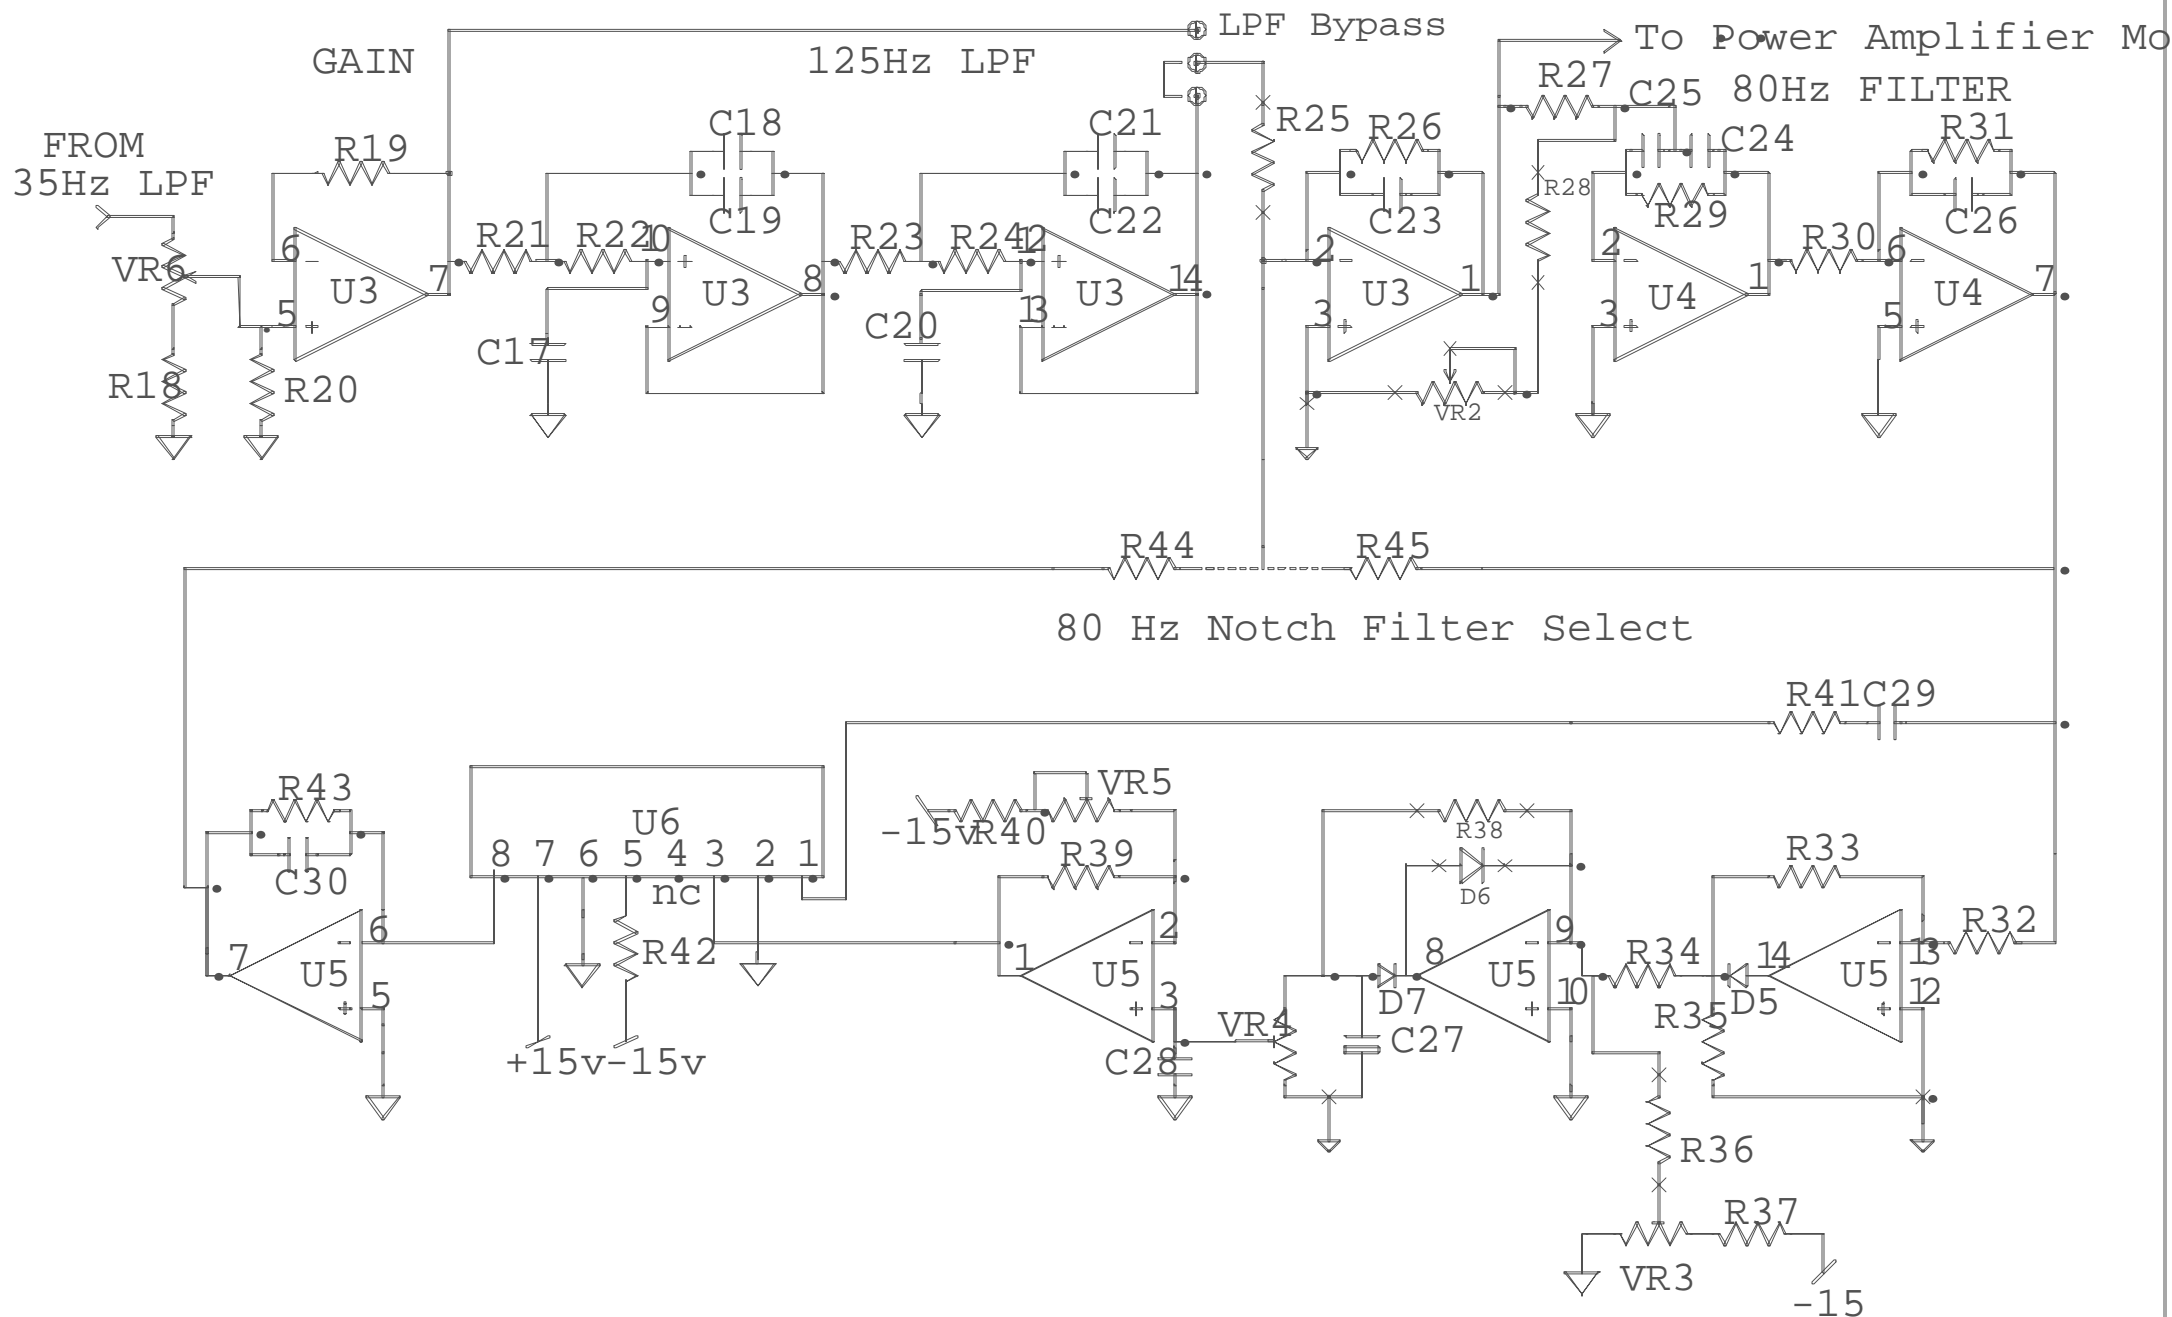 LPF Bypass
To Power Amplifier Mo
GAIN
125Hz LPF
R27
C25
80Hz FILTER
C18
C21
R25
R26
C24
R31
FROM
35Hz LPF
R19
R28
C19
C22
C23
R29
C26
R21
R22
10
R23
R24
12
R30
6
2
2
6
VR6
U3
7
U3
8
U3
14
U3
1
U4
1
U4
7
5
9
13
3
3
5
C17
C20
R18
R20
VR2
R44
R45
80 Hz Notch Filter Select
R41
C29
R43
U6
-15v
R40
VR5
R38
R33
8 7 6 5 4 3 2 1
R39
C30
nc
D6
6
R42
2
9
R34
13
R32
7
U5
1
U5
8
U5
14
U5
5
3
10
D7
R35
D5
12
VR4
C27
+15v
-15v
C28
R36
R37
VR3
-15